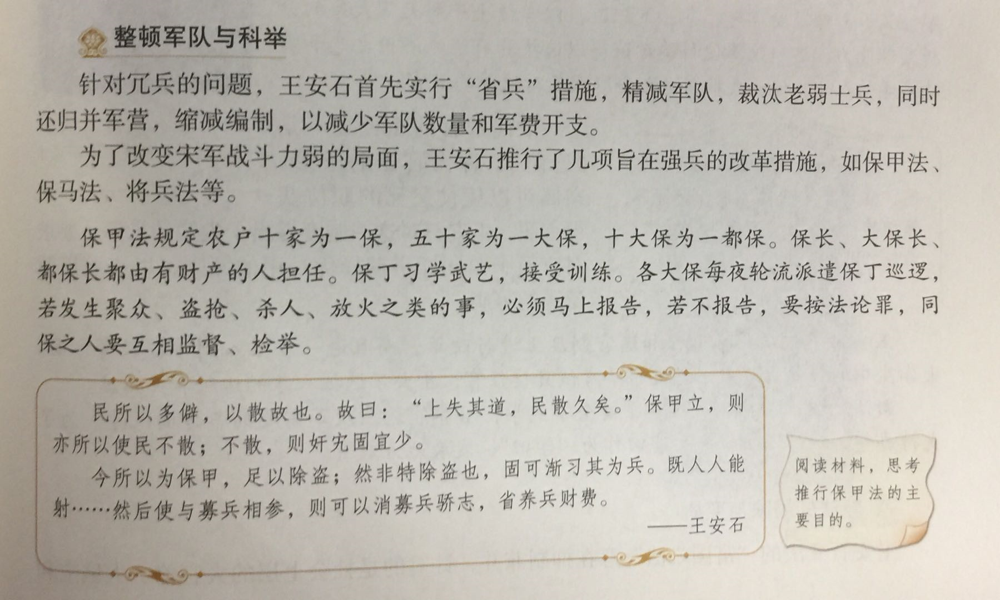 整顿军队与科举
针对冗兵的问题，王安石首先实行“省兵”措施，精减军队，裁汰老弱士兵，同时
还归并军营，缩减编制，以减少军队数量和军费开支。
为了改变宋军战斗力弱的局面，王安石推行了几项旨在强兵的改革措施，如保甲法、
保马法、将兵法等。
保甲法规定农户十家为一保，五十家为一大保，十大保为一都保。保长、大保长、
都保长都由有财产的人担任。保丁习学武艺，接受训练。各大保每夜轮流派遣保丁巡逻，
若发生聚众、盗抢、杀人、放火之类的事，必须马上报告，若不报告，要按法论罪，同
保之人要互相监督、检举。
民所以多僻，以散故也。故曰：“上失其道，民散久矣。”保甲立，则
亦所以使民不散；不散，则奸宄固宜少。
今所以为保甲，足以除盗；然非特除盗也，固可渐习其为兵。既人人能
射……然后使与募兵相参，则可以消募兵骄志，省养兵财费。
——王安石
阅读材料，思考
推行保甲法的主
要目的。